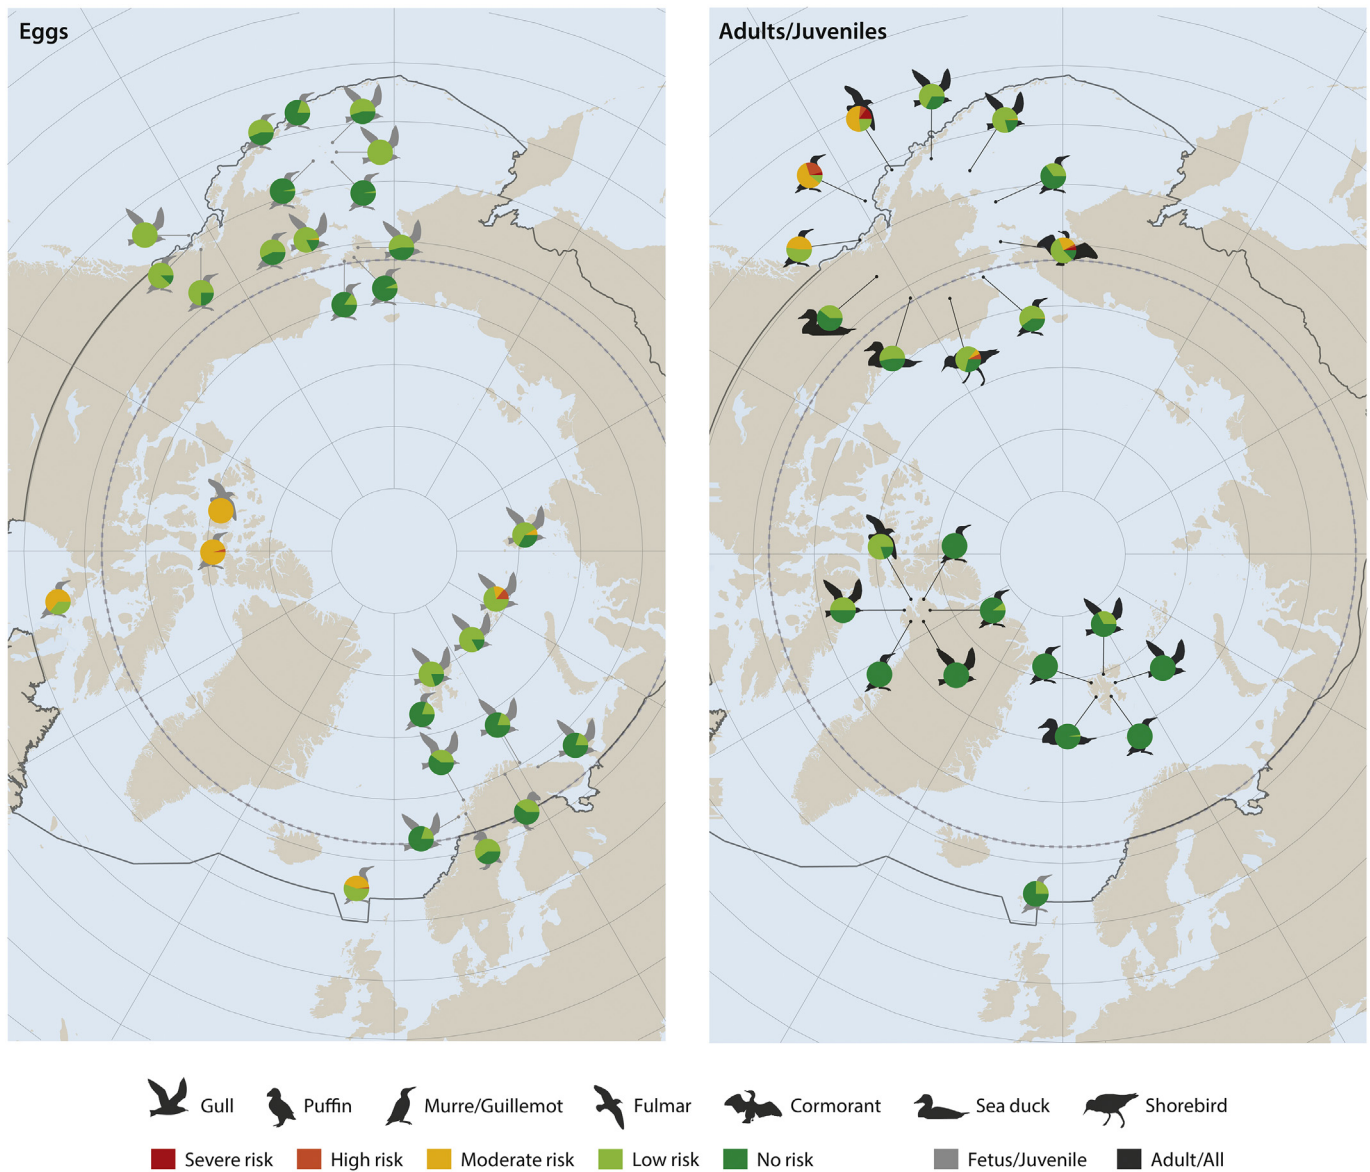 Eggs
Adults/Juveniles
Gull Puffin Murre/Guillemot Fulmar Cormorant Sea duck Shorebird
Severe risk High risk Moderate risk Low risk No risk Fetus/Juvenile Adult/All